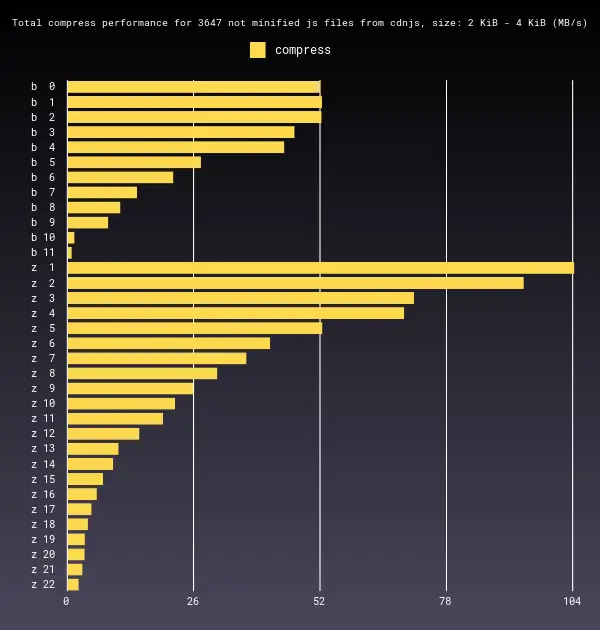 Total compress performance for 3647 not minified js files from cdnjs, size: 2 KiB - 4 KiB (MB/s)
compress
b 0
b 1
b 2
b 3
b 4
b 5
b 6
b 7
b 8
b 9
b 10
b 11
z 1
z 2
z 3
z 4
z 5
z 6
z 7
z 8
z 9
z 10
z 11
z 12
z 13
z 14
z 15
z 16
z 17
z 18
z 19
z 20
z 21
z 22
0 26 52 78 104